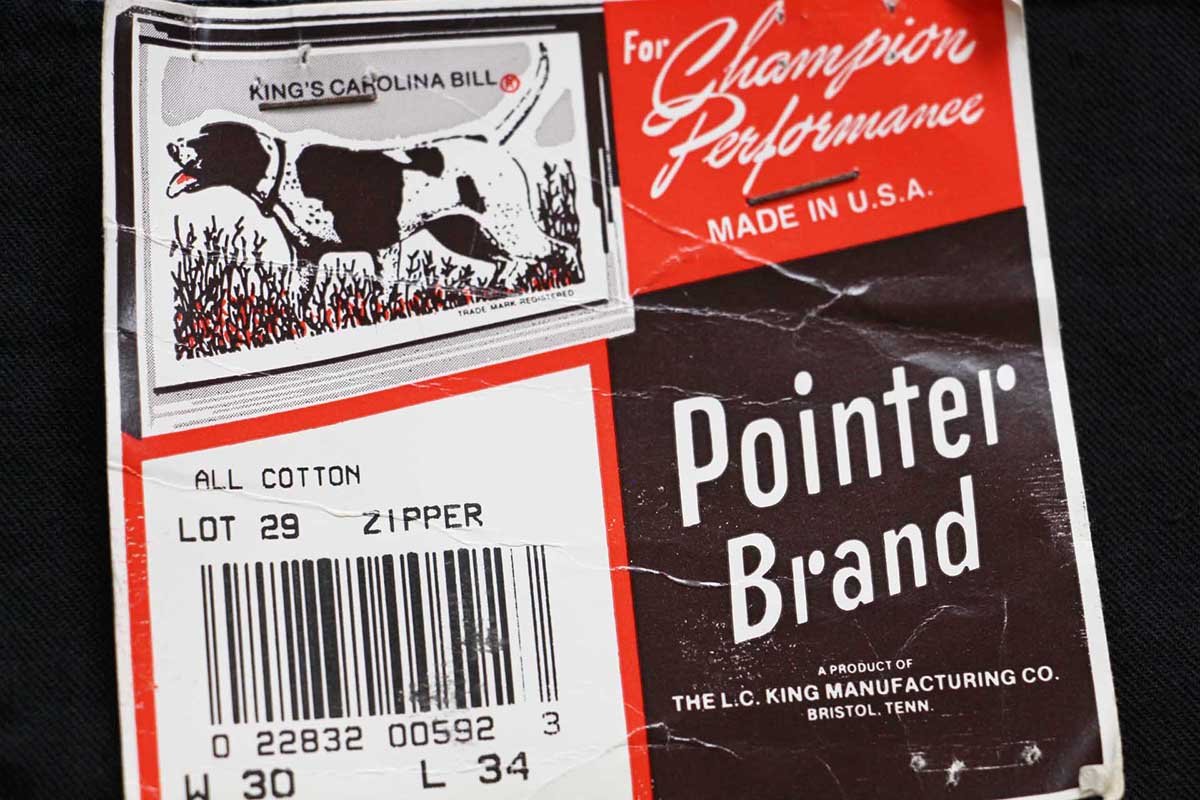 KING'S CAROLINA BILL®
TRADE MARK REGISTERED
For Champion
Performance
MADE IN U.S.A.
ALL COTTON
LOT 29 ZIPPER
0 22832 00592 3
W 30 L 34
Pointer
Brand
A PRODUCT OF
THE L.C. KING MANUFACTURING CO.
BRISTOL, TENN.